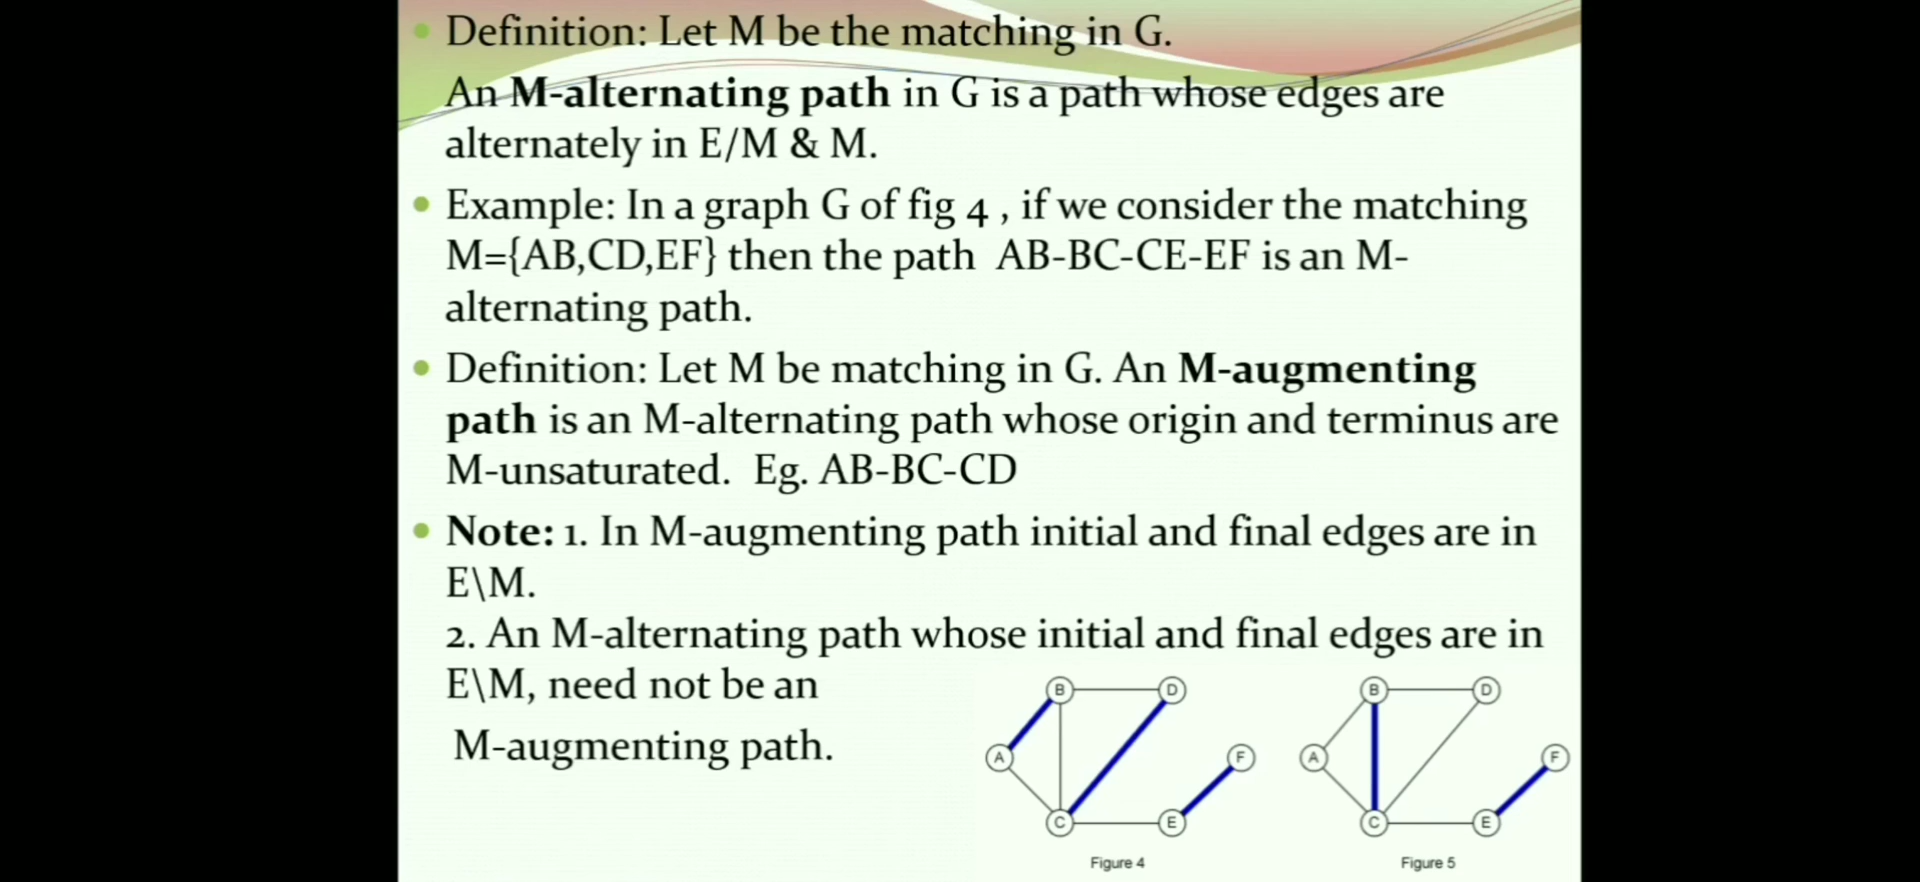 Definition: Let M be the matching in G.
An M-alternating path in G is a path whose edges are
alternately in E/M & M.
Example: In a graph G of fig 4 , if we consider the matching
M={AB,CD,EF} then the path AB-BC-CE-EF is an M-
alternating path.
Definition: Let M be matching in G. An M-augmenting
path is an M-alternating path whose origin and terminus are
M-unsaturated. Eg. AB-BC-CD
Note: 1. In M-augmenting path initial and final edges are in
E\M.
2. An M-alternating path whose initial and final edges are in
E\M, need not be an
M-augmenting path.
B D B D
A F A F
C E C E
Figure 4 Figure 5